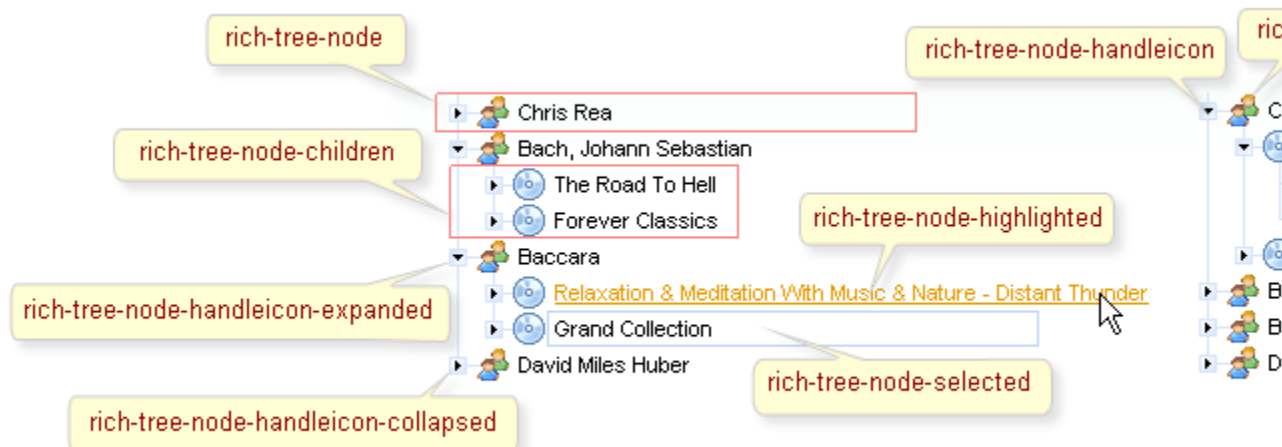 rich-tree-node
rich-tree-node-handleicon
Chris Rea
rich-tree-node-children
Bach, Johann Sebastian
The Road To Hell
Forever Classics
rich-tree-node-highlighted
Baccara
rich-tree-node-handleicon-expanded
Relaxation & Meditation With Music & Nature - Distant Thunder
Grand Collection
David Miles Huber
rich-tree-node-selected
rich-tree-node-handleicon-collapsed